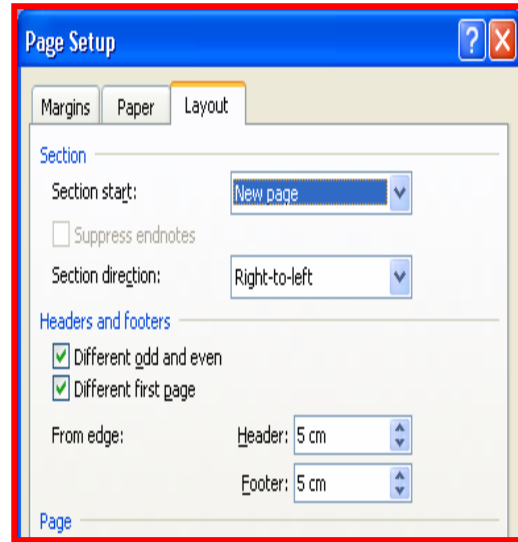 Page Setup
Margins Paper Layout
Section
Section start: New page
Suppress endnotes
Section direction: Right-to-left
Headers and footers
Different odd and even
Different first page
From edge: Header: 5 cm
Footer: 5 cm
Page